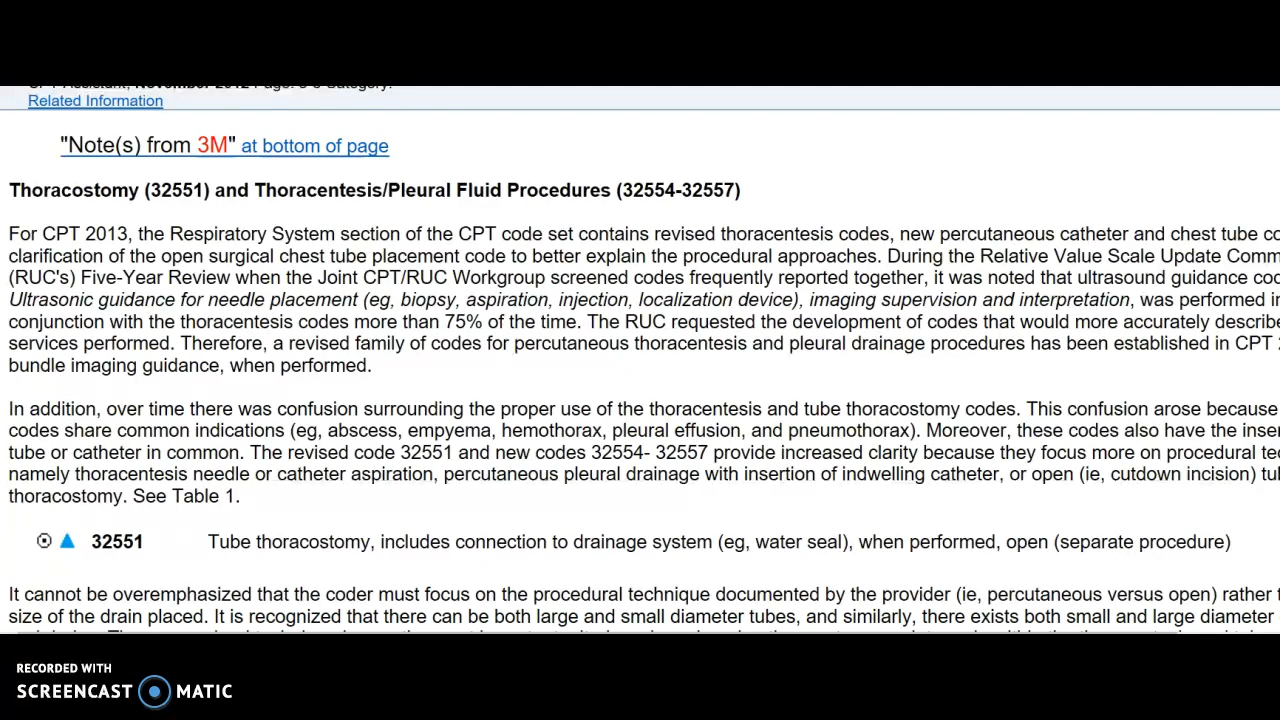 CPT Assistant, November 2012 Page: Category:
Related Information
"Note(s) from 3M" at bottom of page
Thoracostomy (32551) and Thoracentesis/Pleural Fluid Procedures (32554-32557)
For CPT 2013, the Respiratory System section of the CPT code set contains revised thoracentesis codes, new percutaneous catheter and chest tube co
clarification of the open surgical chest tube placement code to better explain the procedural approaches. During the Relative Value Scale Update Comm
(RUC's) Five-Year Review when the Joint CPT/RUC Workgroup screened codes frequently reported together, it was noted that ultrasound guidance co
Ultrasonic guidance for needle placement (eg, biopsy, aspiration, injection, localization device), imaging supervision and interpretation, was performed in
conjunction with the thoracentesis codes more than 75% of the time. The RUC requested the development of codes that would more accurately describe
services performed. Therefore, a revised family of codes for percutaneous thoracentesis and pleural drainage procedures has been established in CPT
bundle imaging guidance, when performed.
In addition, over time there was confusion surrounding the proper use of the thoracentesis and tube thoracostomy codes. This confusion arose because
codes share common indications (eg, abscess, empyema, hemothorax, pleural effusion, and pneumothorax). Moreover, these codes also have the inser
tube or catheter in common. The revised code 32551 and new codes 32554- 32557 provide increased clarity because they focus more on procedural te
namely thoracentesis needle or catheter aspiration, percutaneous pleural drainage with insertion of indwelling catheter, or open (ie, cutdown incision) tu
thoracostomy. See Table 1.
32551 Tube thoracostomy, includes connection to drainage system (eg, water seal), when performed, open (separate procedure)
It cannot be overemphasized that the coder must focus on the procedural technique documented by the provider (ie, percutaneous versus open) rather
size of the drain placed. It is recognized that there can be both large and small diameter tubes, and similarly, there exists both small and large diameter
RECORDED WITH
SCREENCAST MATIC